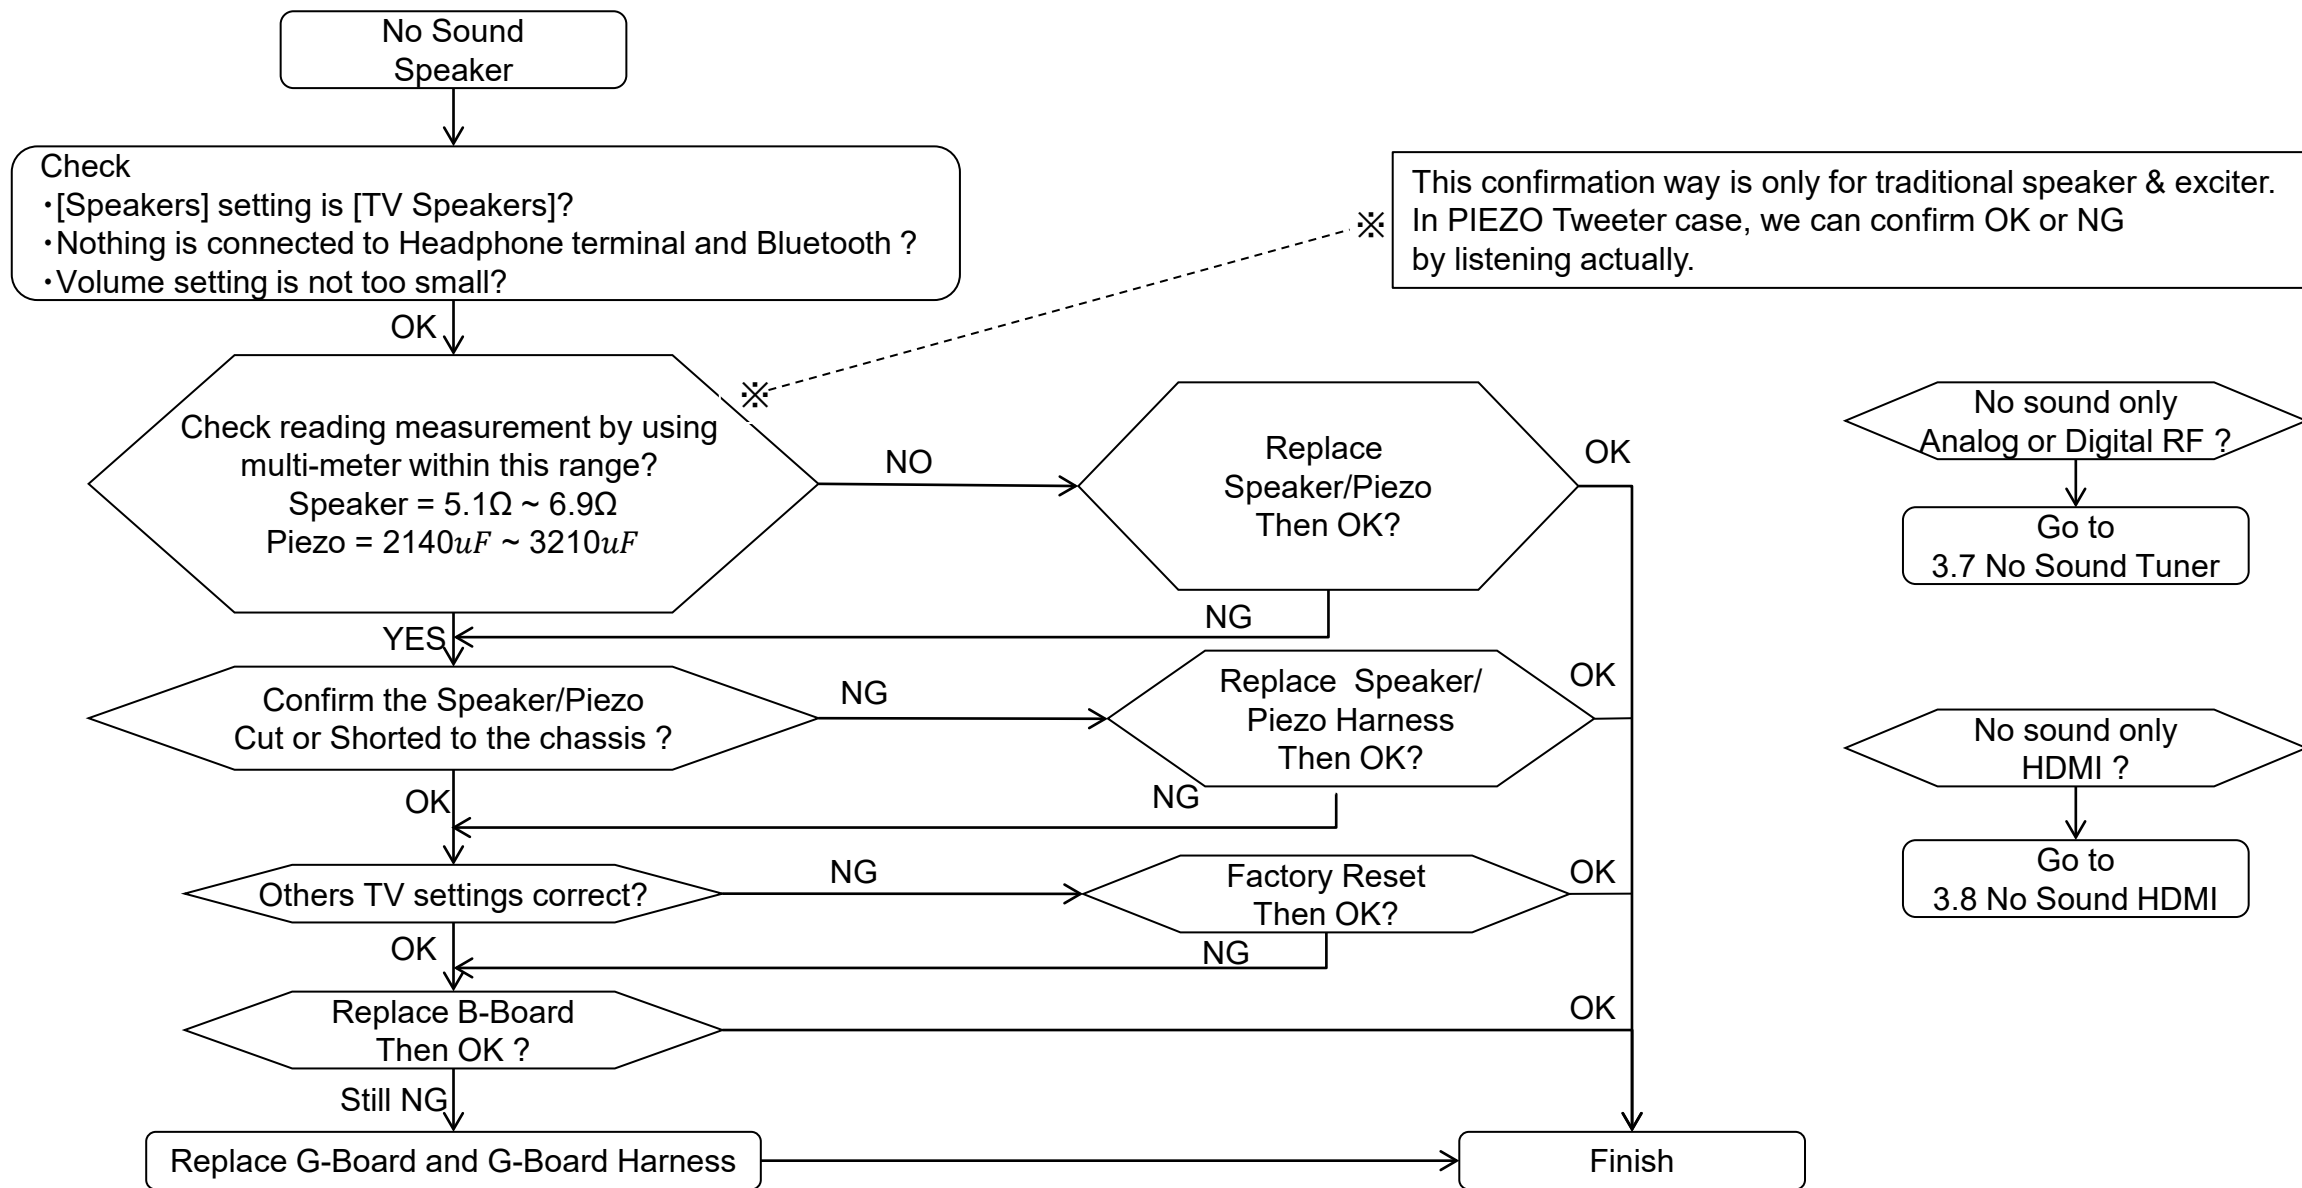 No Sound
Speaker
Check
・[Speakers] setting is [TV Speakers]?
・Nothing is connected to Headphone terminal and Bluetooth ?
・Volume setting is not too small?
※
This confirmation way is only for traditional speaker & exciter.
In PIEZO Tweeter case, we can confirm OK or NG
by listening actually.
OK
※
Check reading measurement by using
multi-meter within this range?
Speaker = 5.1Ω ~ 6.9Ω
Piezo = 2140uF ~ 3210uF
NO
Replace
Speaker/Piezo
Then OK?
OK
NG
YES
Confirm the Speaker/Piezo
Cut or Shorted to the chassis ?
NG
Replace  Speaker/
Piezo Harness
Then OK?
OK
NG
OK
Others TV settings correct?
NG
Factory Reset
Then OK?
OK
NG
OK
Replace B-Board
Then OK ?
OK
Still NG
Replace G-Board and G-Board Harness
Finish
No sound only
Analog or Digital RF ?
Go to
3.7 No Sound Tuner
No sound only
HDMI ?
Go to
3.8 No Sound HDMI